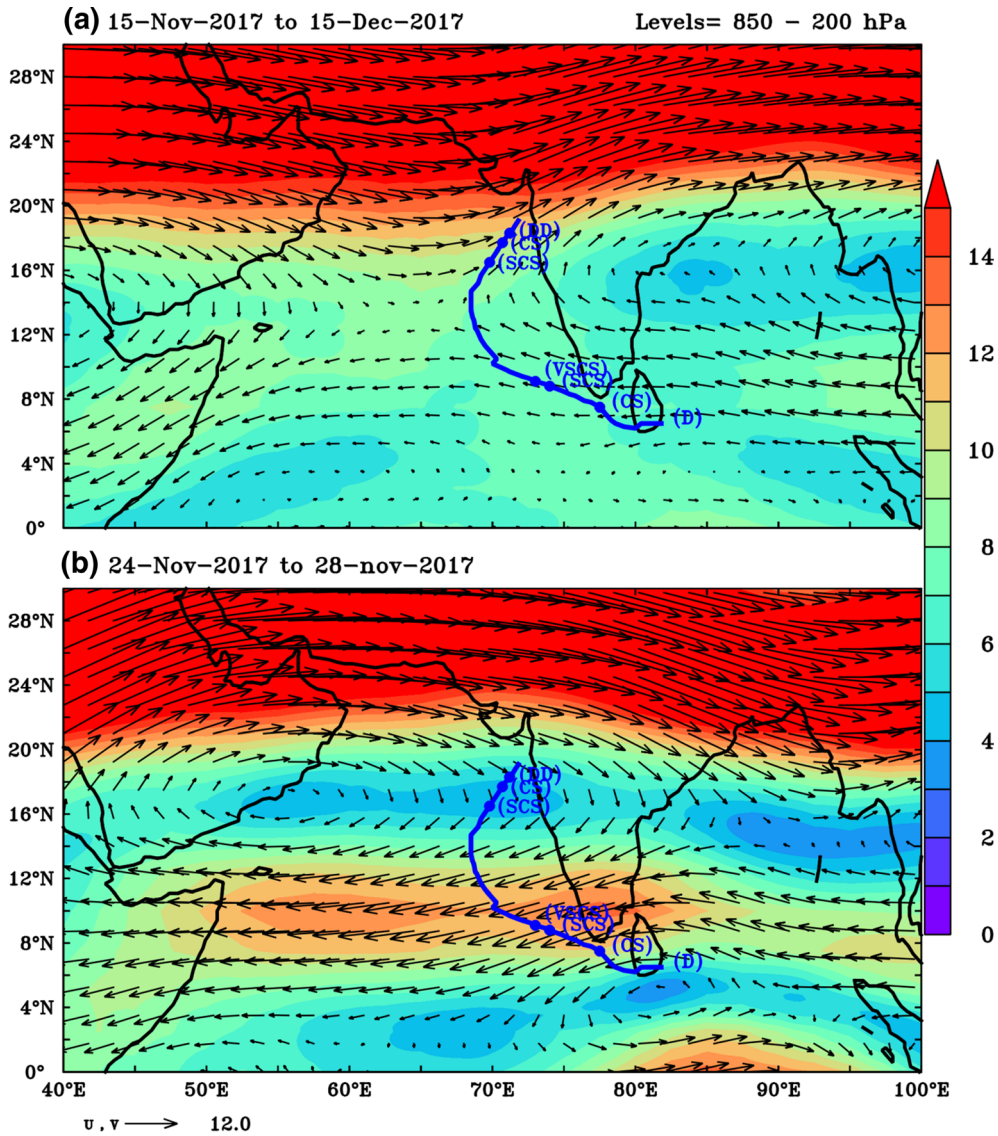 (a) 15-Nov-2017 to 15-Dec-2017 Levels= 850 - 200 hPa
28°N
24°N
20°N
16°N
12°N
8°N
4°N
0°
(DD)
(CS)
(SCS)
(VSCS)
(SCS)
(CS)
(D)
14
12
10
8
6
4
2
0
(b) 24-Nov-2017 to 28-nov-2017
28°N
24°N
20°N
16°N
12°N
8°N
4°N
0°
(DD)
(CS)
(SCS)
(VSCS)
(SCS)
(CS)
(D)
40°E 50°E 60°E 70°E 80°E 90°E 100°E
U,V 12.0